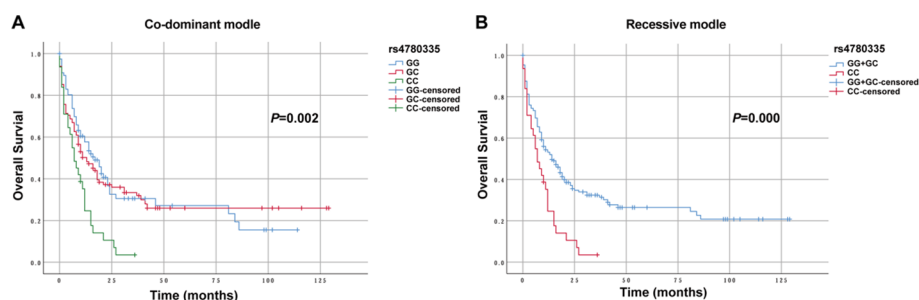 A
Co-dominant modle
rs4780335
GG
GC
CC
GG-censored
GC-censored
CC-censored
P=0.002
Overall Survial
1.0
0.8
0.6
0.4
0.2
0.0
0 25 50 75 100 125
Time (months)
B
Recessive modle
rs4780335
GG+GC
CC
GG+GC-censored
CC-censored
P=0.000
Overall Survial
1.0
0.8
0.6
0.4
0.2
0.0
0 25 50 75 100 125
Time (months)